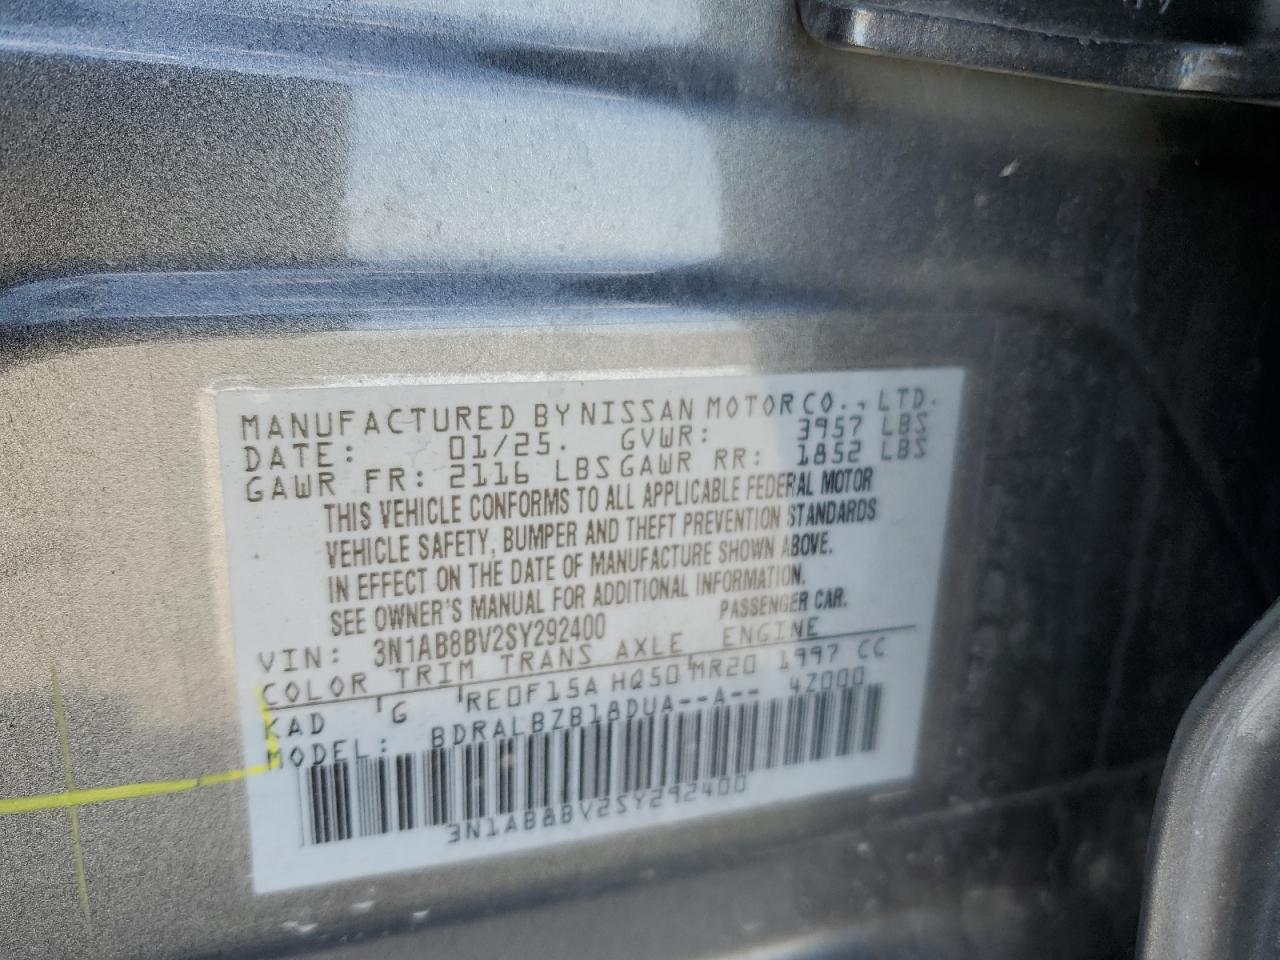 MANUFACTURED BY NISSAN MOTOR CO., LTD.
DATE: 01/25. GVWR: 3957 LBS
GAWR FR: 2116 LBS GAWR RR: 1852 LBS
THIS VEHICLE CONFORMS TO ALL APPLICABLE FEDERAL MOTOR
VEHICLE SAFETY, BUMPER AND THEFT PREVENTION STANDARDS
IN EFFECT ON THE DATE OF MANUFACTURE SHOWN ABOVE.
SEE OWNER'S MANUAL FOR ADDITIONAL INFORMATION.
VIN: 3N1AB8BV2SY292400 PASSENGER CAR.
COLOR TRIM TRANS AXLE ENGINE
KAD G RE0F15A HQ50 MR20 1997 CC
MODEL: BDRALBZB18DUA--A-- 4Z000
3N1AB8BV2SY292400